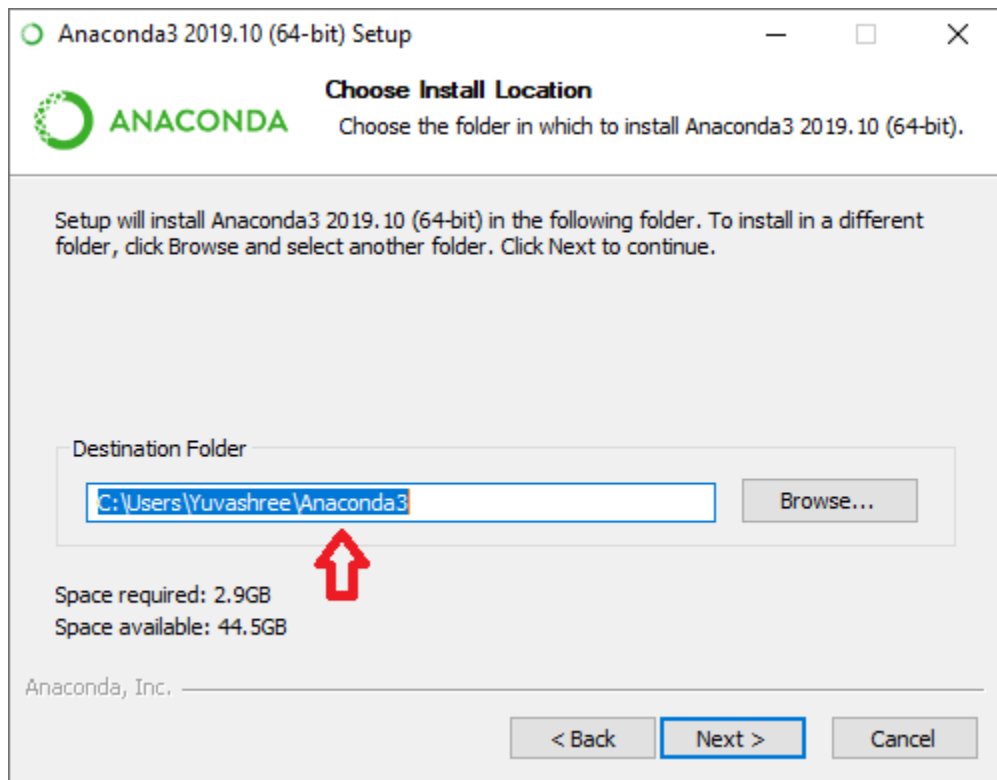 Anaconda3 2019.10 (64-bit) Setup
ANACONDA
Choose Install Location
Choose the folder in which to install Anaconda3 2019.10 (64-bit).
Setup will install Anaconda3 2019.10 (64-bit) in the following folder. To install in a different
folder, click Browse and select another folder. Click Next to continue.
Destination Folder
C:\Users\Yuvashree\Anaconda3
Browse...
Space required: 2.9GB
Space available: 44.5GB
Anaconda, Inc.
< Back
Next >
Cancel